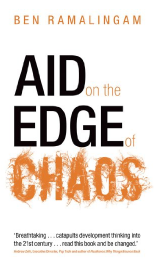 BEN RAMALINGAM
AID on the
EDGE of
CHAOS
'Breathtaking . . . catapults development thinking into
the 21st century . . . read this book and be changed.'